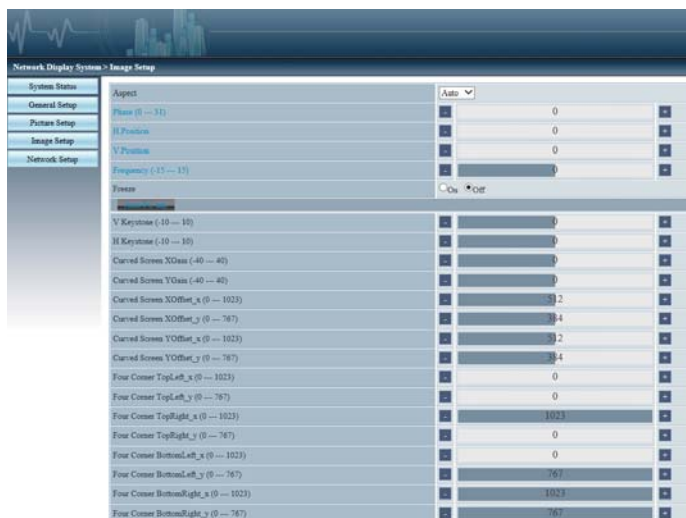 Network Display System > Image Setup
System Status
General Setup
Picture Setup
Image Setup
Network Setup
Aspect Auto
Phase (0 --- 31) - 0 +
H Position - 0 +
V Position - 0 +
Frequency (-15 --- 15) - 0 +
Freeze On Off
V Keystone (-10 --- 10) - 0 +
H Keystone (-10 --- 10) - 0 +
Curved Screen XGain (-40 --- 40) - 0 +
Curved Screen YGain (-40 --- 40) - 0 +
Curved Screen XOffset_x (0 --- 1023) - 512 +
Curved Screen XOffset_y (0 --- 767) - 384 +
Curved Screen YOffset_x (0 --- 1023) - 512 +
Curved Screen YOffset_y (0 --- 767) - 384 +
Four Corner TopLeft_x (0 --- 1023) - 0 +
Four Corner TopLeft_y (0 --- 767) - 0 +
Four Corner TopRight_x (0 --- 1023) - 1023 +
Four Corner TopRight_y (0 --- 767) - 0 +
Four Corner BottomLeft_x (0 --- 1023) - 0 +
Four Corner BottomLeft_y (0 --- 767) - 767 +
Four Corner BottomRight_x (0 --- 1023) - 1023 +
Four Corner BottomRight_y (0 --- 767) - 767 +